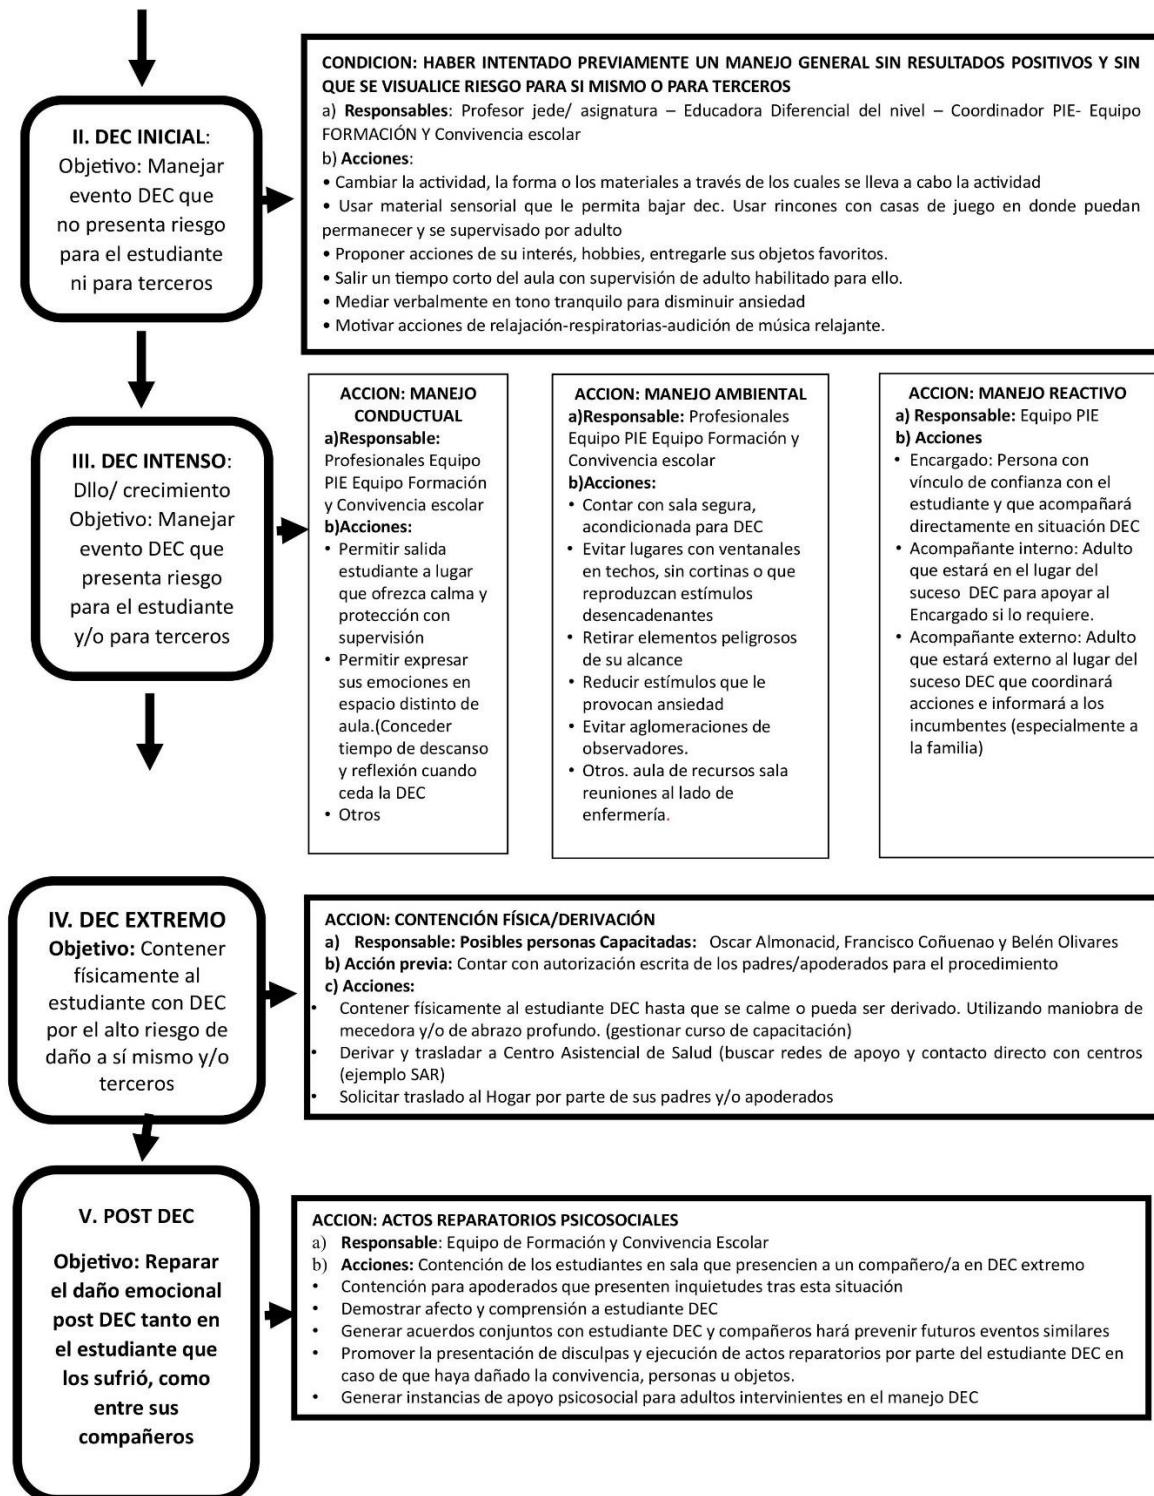 II. DEC INICIAL:
Objetivo: Manejar
evento DEC que
no presenta riesgo
para el estudiante
ni para terceros
CONDICION: HABER INTENTADO PREVIAMENTE UN MANEJO GENERAL SIN RESULTADOS POSITIVOS Y SIN
QUE SE VISUALICE RIESGO PARA SI MISMO O PARA TERCEROS
a) Responsables: Profesor jede/ asignatura – Educadora Diferencial del nivel – Coordinador PIE- Equipo
FORMACIÓN Y Convivencia escolar
b) Acciones:
• Cambiar la actividad, la forma o los materiales a través de los cuales se lleva a cabo la actividad
• Usar material sensorial que le permita bajar dec. Usar rincones con casas de juego en donde puedan
permanecer y se supervisado por adulto
• Proponer acciones de su interés, hobbies, entregarle sus objetos favoritos.
• Salir un tiempo corto del aula con supervisión de adulto habilitado para ello.
• Mediar verbalmente en tono tranquilo para disminuir ansiedad
• Motivar acciones de relajación-respiratorias-audición de música relajante.
III. DEC INTENSO:
Dllo/ crecimiento
Objetivo: Manejar
evento DEC que
presenta riesgo
para el estudiante
y/o para terceros
ACCION: MANEJO
CONDUCTUAL
a)Responsable:
Profesionales Equipo
PIE Equipo Formación
y Convivencia escolar
b)Acciones:
• Permitir salida
estudiante a lugar
que ofrezca calma y
protección con
supervisión
• Permitir expresar
sus emociones en
espacio distinto de
aula.(Conceder
tiempo de descanso
y reflexión cuando
ceda la DEC
• Otros
ACCION: MANEJO AMBIENTAL
a)Responsable: Profesionales
Equipo PIE Equipo Formación y
Convivencia escolar
b)Acciones:
• Contar con sala segura,
acondicionada para DEC
• Evitar lugares con ventanales
en techos, sin cortinas o que
reproduzcan estímulos
desencadenantes
• Retirar elementos peligrosos
de su alcance
• Reducir estímulos que le
provocan ansiedad
• Evitar aglomeraciones de
observadores.
• Otros. aula de recursos sala
reuniones al lado de
enfermería.
ACCION: MANEJO REACTIVO
a) Responsable: Equipo PIE
b) Acciones
• Encargado: Persona con
vínculo de confianza con el
estudiante y que acompañará
directamente en situación DEC
• Acompañante interno: Adulto
que estará en el lugar del
suceso DEC para apoyar al
Encargado si lo requiere.
• Acompañante externo: Adulto
que estará externo al lugar del
suceso DEC que coordinará
acciones e informará a los
incumbentes (especialmente a
la familia)
IV. DEC EXTREMO
Objetivo: Contener
físicamente al
estudiante con DEC
por el alto riesgo de
daño a sí mismo y/o
terceros
ACCION: CONTENCIÓN FÍSICA/DERIVACIÓN
a) Responsable: Posibles personas Capacitadas: Oscar Almonacid, Francisco Coñuenao y Belén Olivares
b) Acción previa: Contar con autorización escrita de los padres/apoderados para el procedimiento
c) Acciones:
• Contener físicamente al estudiante DEC hasta que se calme o pueda ser derivado. Utilizando maniobra de
mecedora y/o de abrazo profundo. (gestionar curso de capacitación)
• Derivar y trasladar a Centro Asistencial de Salud (buscar redes de apoyo y contacto directo con centros
(ejemplo SAR)
• Solicitar traslado al Hogar por parte de sus padres y/o apoderados
V. POST DEC
Objetivo: Reparar
el daño emocional
post DEC tanto en
el estudiante que
los sufrió, como
entre sus
compañeros
ACCION: ACTOS REPARATORIOS PSICOSOCIALES
a) Responsable: Equipo de Formación y Convivencia Escolar
b) Acciones: Contención de los estudiantes en sala que presencien a un compañero/a en DEC extremo
• Contención para apoderados que presenten inquietudes tras esta situación
• Demostrar afecto y comprensión a estudiante DEC
• Generar acuerdos conjuntos con estudiante DEC y compañeros hará prevenir futuros eventos similares
• Promover la presentación de disculpas y ejecución de actos reparatorios por parte del estudiante DEC en
caso de que haya dañado la convivencia, personas u objetos.
• Generar instancias de apoyo psicosocial para adultos intervinientes en el manejo DEC